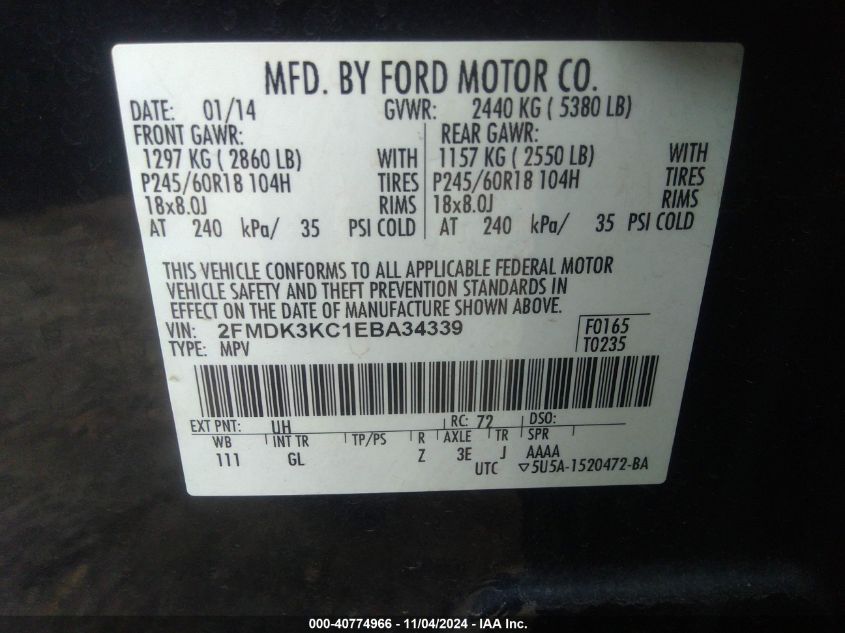 MFD. BY FORD MOTOR CO.
DATE: 01/14 GVWR: 2440 KG ( 5380 LB)
FRONT GAWR: REAR GAWR:
1297 KG ( 2860 LB) WITH 1157 KG ( 2550 LB) WITH
P245/60R18 104H TIRES P245/60R18 104H TIRES
18x8.0J RIMS 18x8.0J RIMS
AT 240 kPa/ 35 PSI COLD AT 240 kPa/ 35 PSI COLD
THIS VEHICLE CONFORMS TO ALL APPLICABLE FEDERAL MOTOR
VEHICLE SAFETY AND THEFT PREVENTION STANDARDS IN
EFFECT ON THE DATE OF MANUFACTURE SHOWN ABOVE.
VIN: 2FMDK3KC1EBA34339 F0165
TYPE: MPV T0235
EXT PNT: UH RC: 72 DSO:
WB INT TR TP/PS R AXLE TR SPR
111 GL Z 3E J AAAA
UTC ▽5U5A-1520472-BA
000-40774966 - 11/04/2024 - IAA Inc.